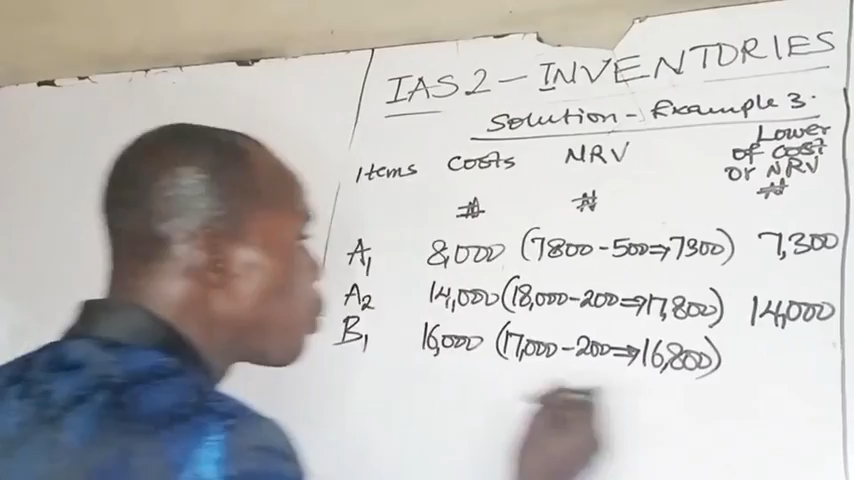 IAS 2 - INVENTORIES
Solution - Example 3.
Items Costs NRV Lower of cost or NRV
₦ ₦ ₦
A1 8,000 (7800 - 500 ⇒ 7300) 7,300
A2 14,000 (18,000 - 200 ⇒ 17,800) 14,000
B1 16,000 (17,000 - 200 ⇒ 16,800)